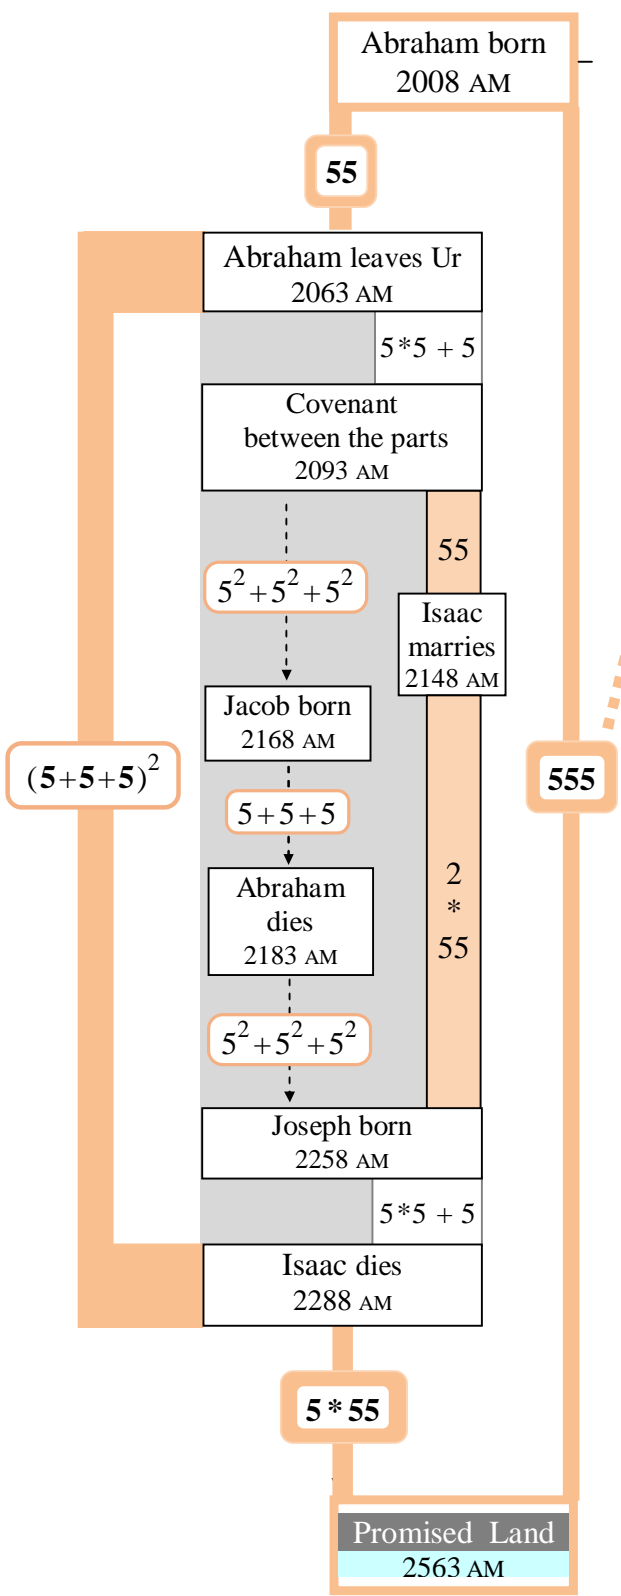 Abraham born
2008 AM
55
Abraham leaves Ur
2063 AM
5*5 + 5
Covenant
between the parts
2093 AM
55
5²+5²+5²
Isaac
marries
2148 AM
Jacob born
2168 AM
(5+5+5)²
555
5+5+5
Abraham
dies
2183 AM
2
*
55
5²+5²+5²
Joseph born
2258 AM
5*5 + 5
Isaac dies
2288 AM
5*55
Promised Land
2563 AM